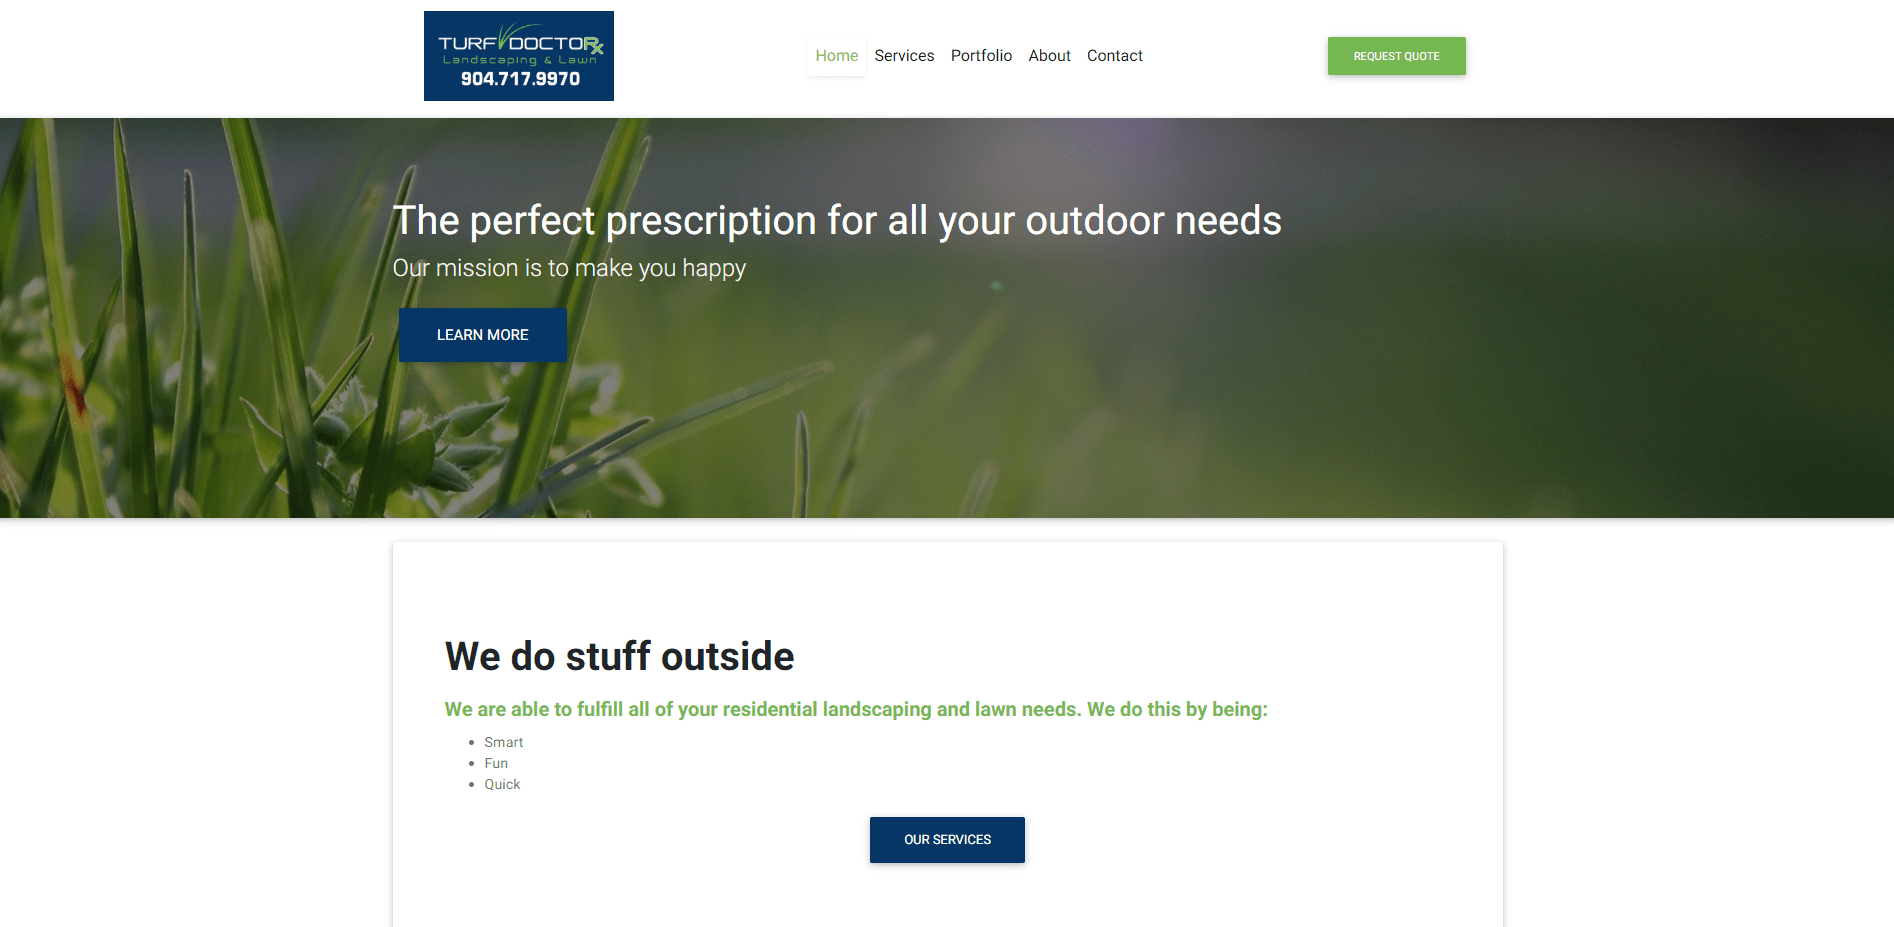 TURF DOCTORx
Landscaping & Lawn
904.717.9970
Home Services Portfolio About Contact
REQUEST QUOTE
The perfect prescription for all your outdoor needs
Our mission is to make you happy
LEARN MORE
We do stuff outside
We are able to fulfill all of your residential landscaping and lawn needs. We do this by being:
• Smart
• Fun
• Quick
OUR SERVICES